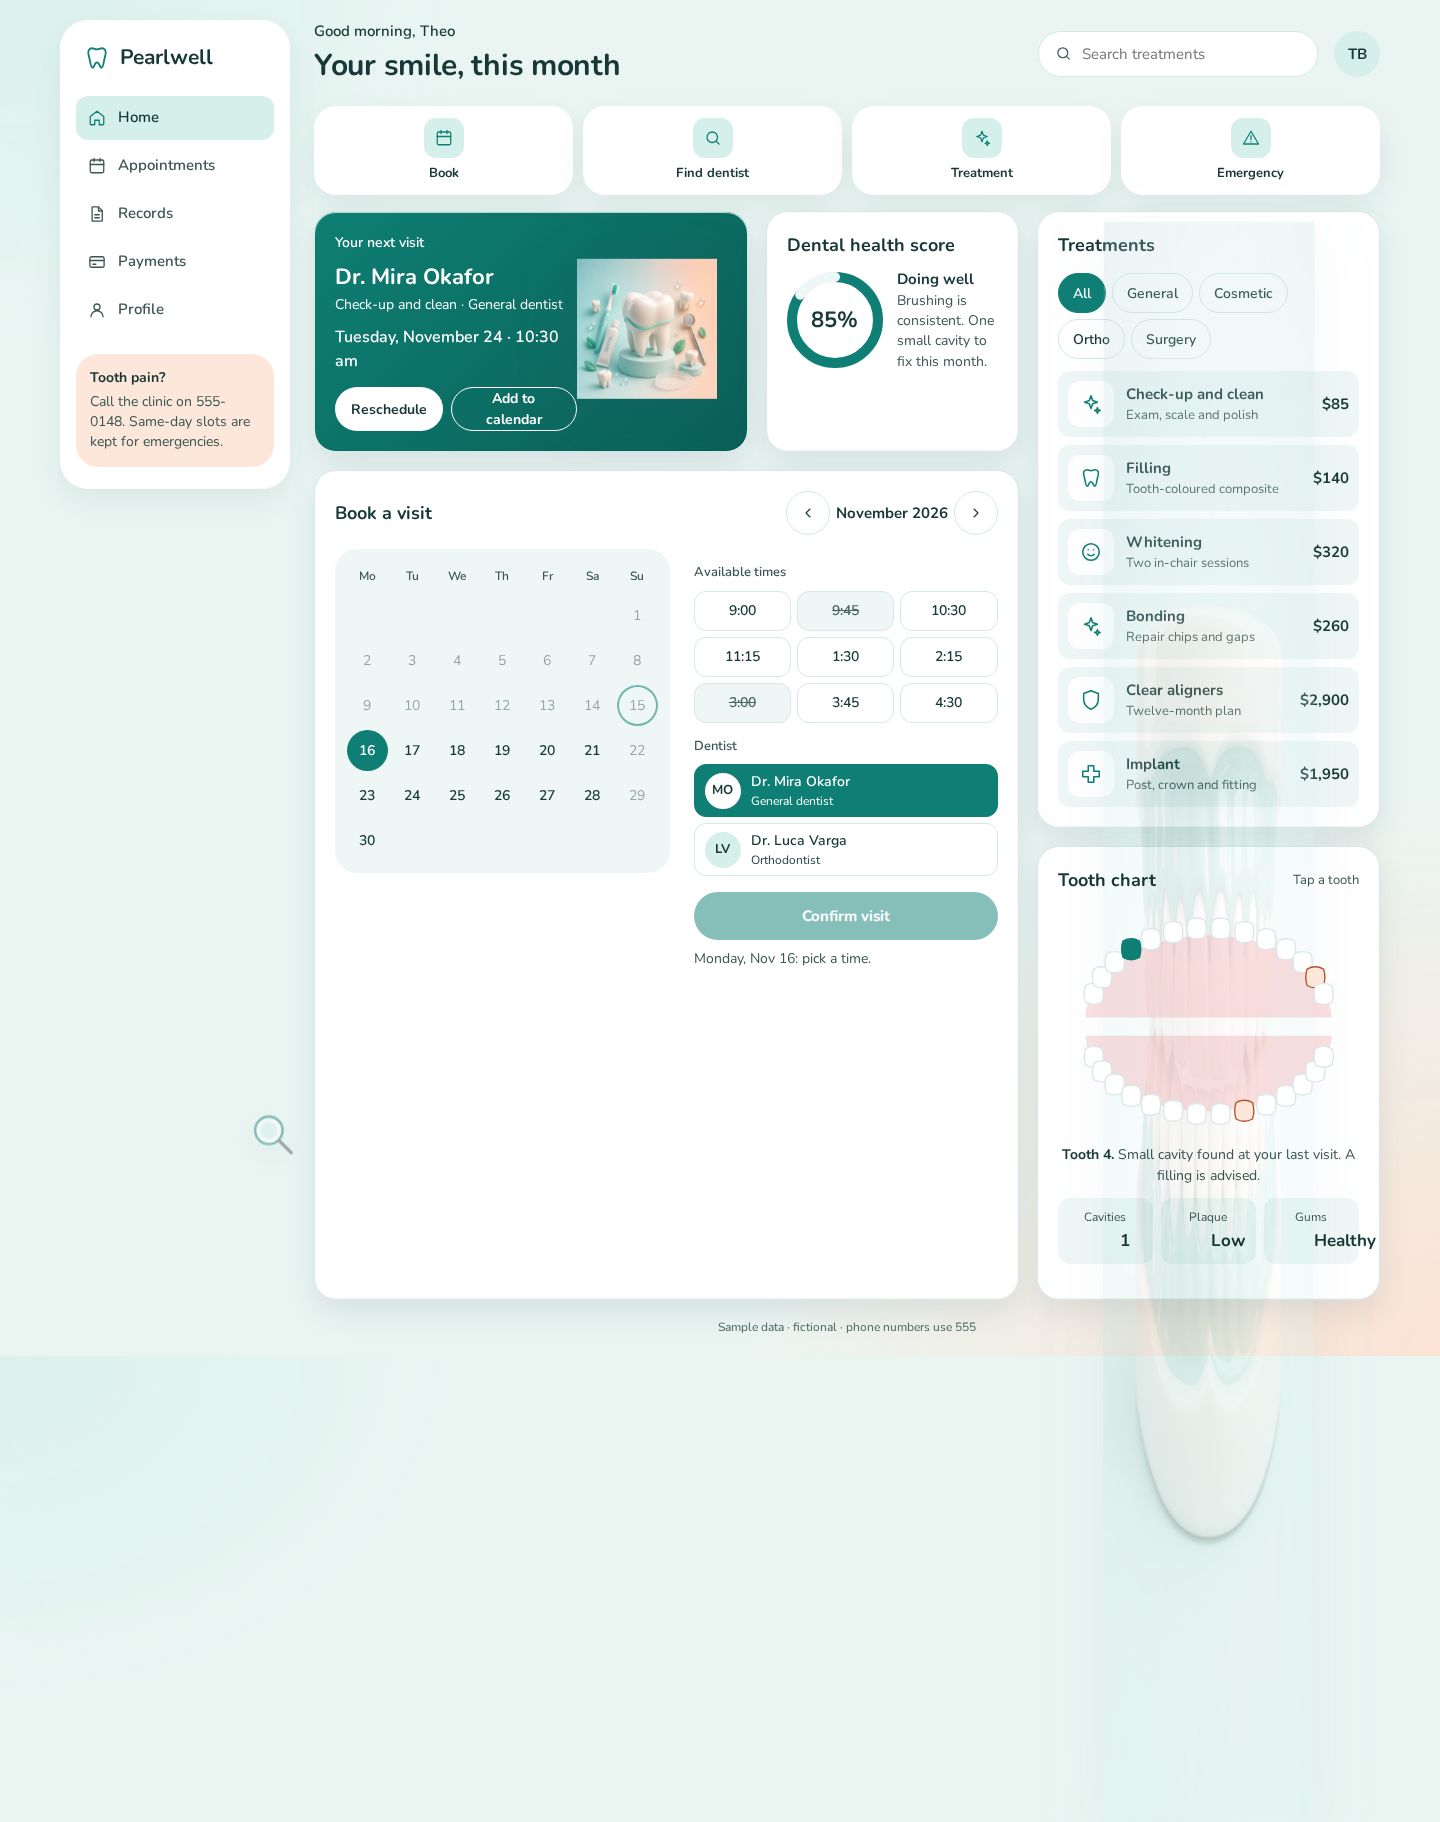 Pearlwell
Home
Appointments
Records
Payments
Profile
Tooth pain?
Call the clinic on 555-
0148. Same-day slots are
kept for emergencies.
Good morning, Theo
Your smile, this month
Search treatments
TB
Book
Find dentist
Treatment
Emergency
Your next visit
Dr. Mira Okafor
Check-up and clean · General dentist
Tuesday, November 24 · 10:30
am
Reschedule
Add to
calendar
Dental health score
85%
Doing well
Brushing is
consistent. One
small cavity to
fix this month.
Book a visit
November 2026
Mo Tu We Th Fr Sa Su
1
2 3 4 5 6 7 8
9 10 11 12 13 14 15
16 17 18 19 20 21 22
23 24 25 26 27 28 29
30
Available times
9:00 9:45 10:30
11:15 1:30 2:15
3:00 3:45 4:30
Dentist
MO
Dr. Mira Okafor
General dentist
LV
Dr. Luca Varga
Orthodontist
Confirm visit
Monday, Nov 16: pick a time.
Treatments
All General Cosmetic
Ortho Surgery
Check-up and clean
Exam, scale and polish
$85
Filling
Tooth-coloured composite
$140
Whitening
Two in-chair sessions
$320
Bonding
Repair chips and gaps
$260
Clear aligners
Twelve-month plan
$2,900
Implant
Post, crown and fitting
$1,950
Tooth chart
Tap a tooth
Tooth 4. Small cavity found at your last visit. A
filling is advised.
Cavities
1
Plaque
Low
Gums
Healthy
Sample data · fictional · phone numbers use 555